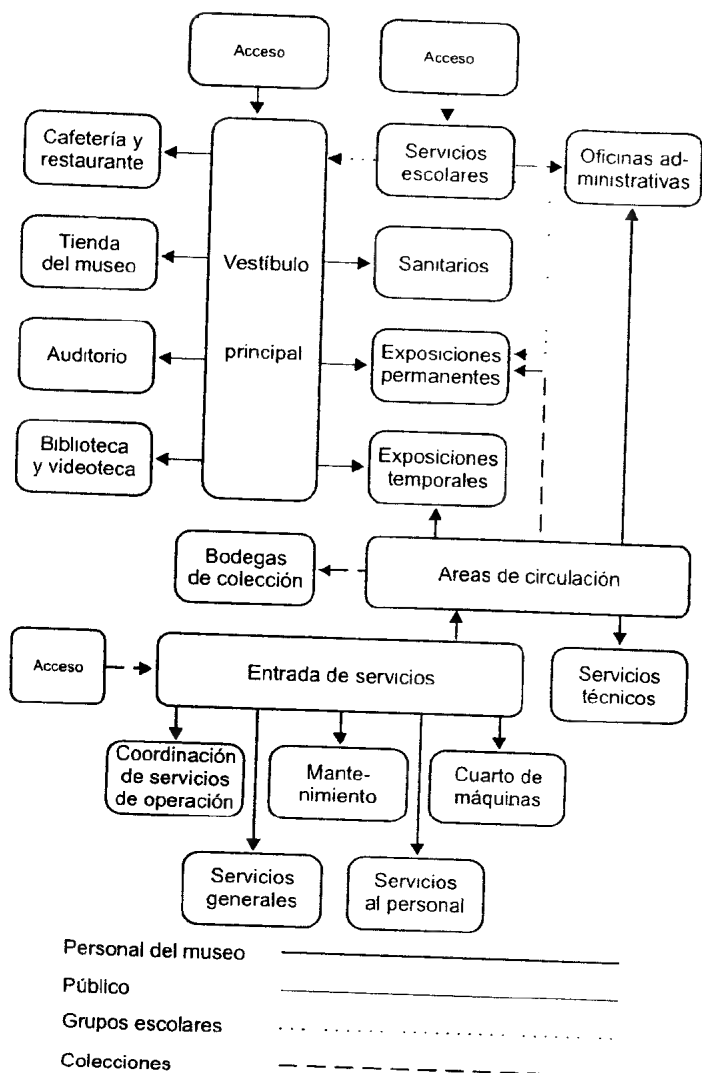 Acceso
Acceso
Cafetería y
restaurante
Servicios
escolares
Oficinas ad-
ministrativas
Tienda
del museo
Vestíbulo
principal
Sanitarios
Auditorio
Exposiciones
permanentes
Biblioteca
y videoteca
Exposiciones
temporales
Bodegas
de colección
Areas de circulación
Acceso
Entrada de servicios
Servicios
técnicos
Coordinación
de servicios
de operación
Mante-
nimiento
Cuarto de
máquinas
Servicios
generales
Servicios
al personal
Personal del museo
Público
Grupos escolares
Colecciones